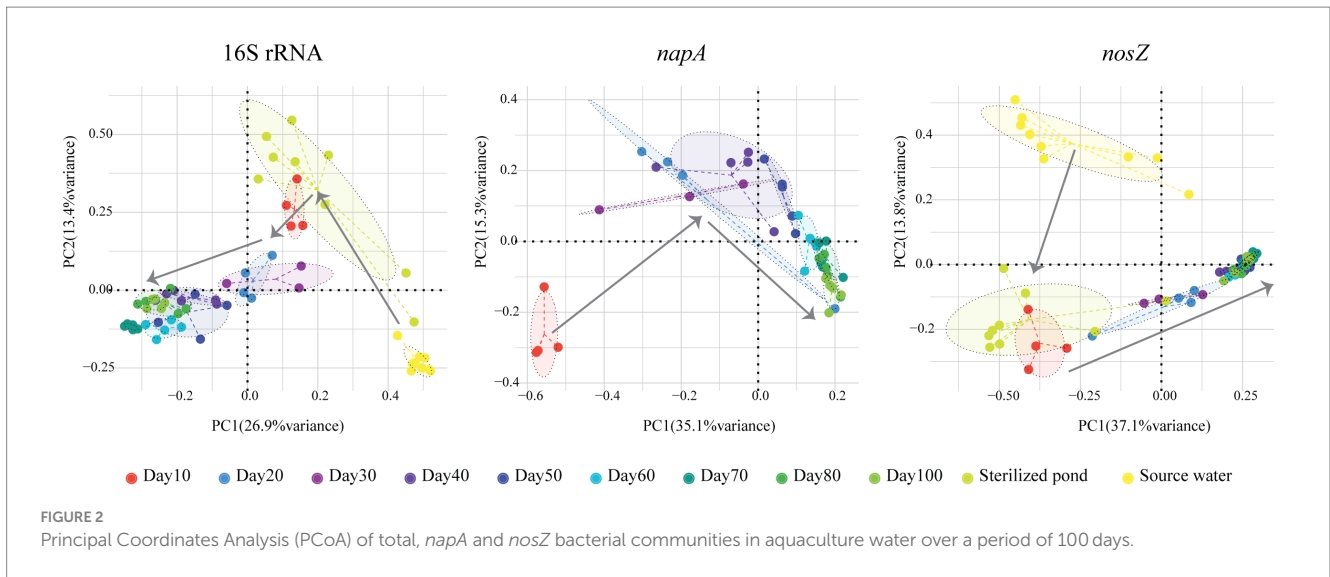 16S rRNA
napA
nosZ
PC2(13.4%variance)
0.50
0.25
0.00
−0.25
−0.2
0.0
0.2
0.4
PC1(26.9%variance)
PC2(15.3%variance)
0.4
0.2
0.0
−0.2
−0.4
−0.6
−0.4
−0.2
0.0
0.2
PC1(35.1%variance)
PC2(13.8%variance)
0.4
0.2
0.0
−0.2
−0.50
−0.25
0.00
0.25
PC1(37.1%variance)
Day10 Day20 Day30 Day40 Day50 Day60 Day70 Day80 Day100 Sterilized pond Source water
FIGURE 2
Principal Coordinates Analysis (PCoA) of total, napA and nosZ bacterial communities in aquaculture water over a period of 100 days.